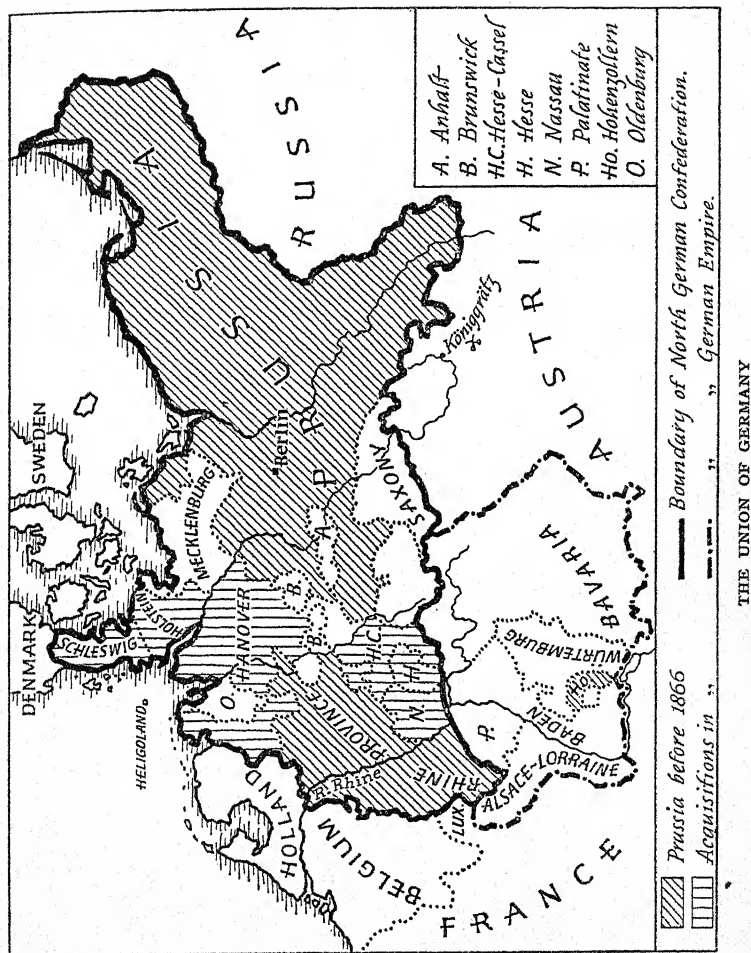 DENMARK
SWEDEN
HELIGOLAND
SCHLESWIG
HOLSTEIN
MECKLENBURG
PRUSSIA
RUSSIA
Berlin
HOLLAND
O.
HANOVER
B.
B.
A.
BELGIUM
R. Rhine
RHINE PROVINCE
H.C.
H.
N.
SAXONY
Königgrätz
LUX.
P.
FRANCE
ALSACE-LORRAINE
BADEN
WÜRTEMBURG
Ho.
BAVARIA
AUSTRIA
A. Anhalt
B. Brunswick
H.C. Hesse-Cassel
H. Hesse
N. Nassau
P. Palatinate
Ho. Hohenzollern
O. Oldenburg
Prussia before 1866
Acquisitions in ,,
Boundary of North German Confederation.
,, ,, German Empire.
THE UNION OF GERMANY